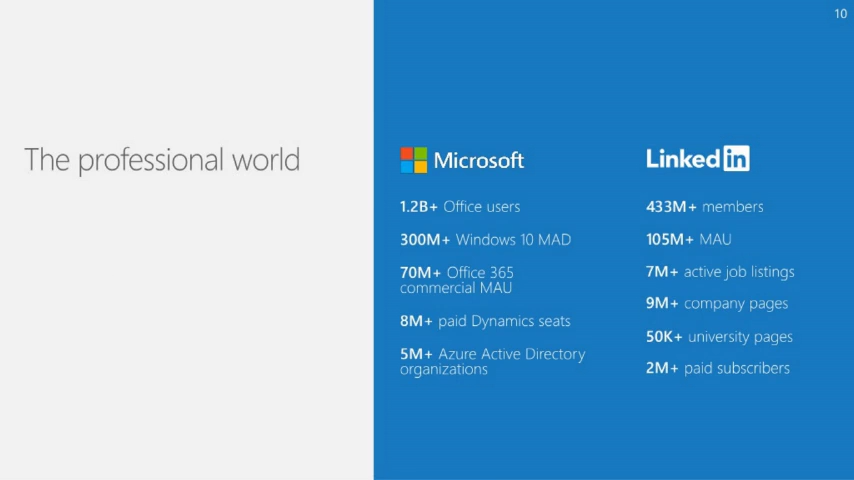 10
The professional world
Microsoft
1.2B+ Office users
300M+ Windows 10 MAD
70M+ Office 365
commercial MAU
8M+ paid Dynamics seats
5M+ Azure Active Directory
organizations
Linked in
433M+ members
105M+ MAU
7M+ active job listings
9M+ company pages
50K+ university pages
2M+ paid subscribers